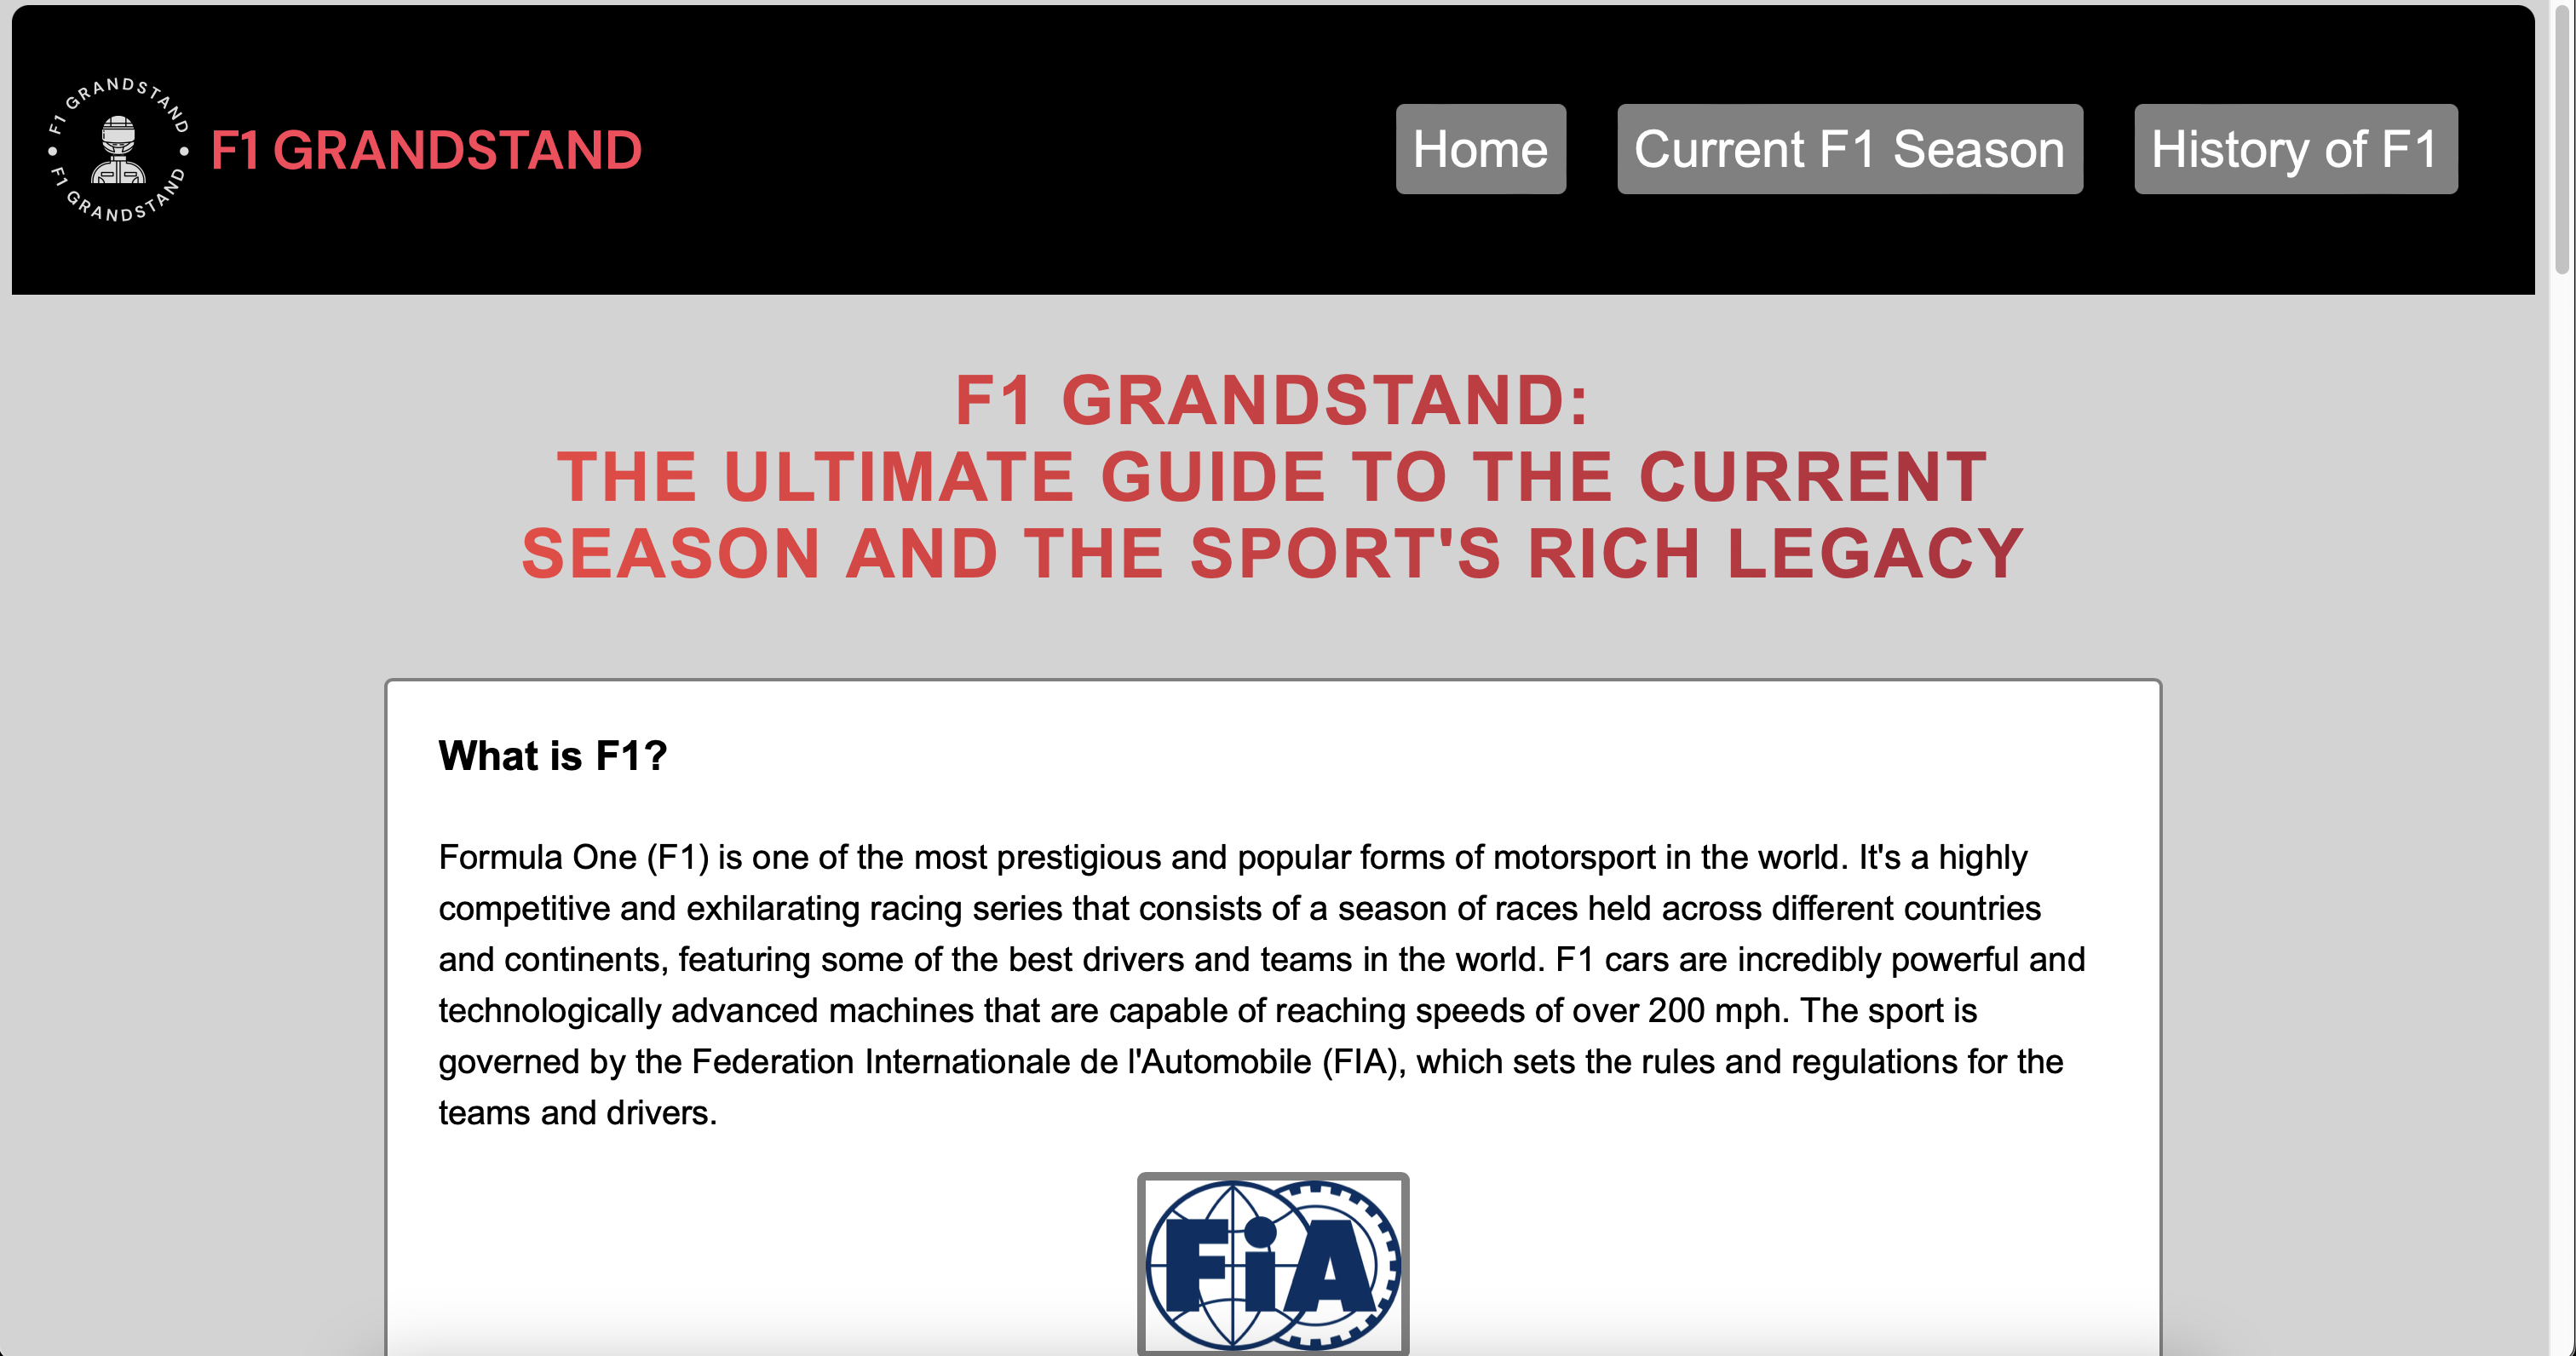 F1 GRANDSTAND
F1 GRANDSTAND
F1 GRANDSTAND
Home
Current F1 Season
History of F1
F1 GRANDSTAND:
THE ULTIMATE GUIDE TO THE CURRENT
SEASON AND THE SPORT'S RICH LEGACY
What is F1?
Formula One (F1) is one of the most prestigious and popular forms of motorsport in the world. It's a highly
competitive and exhilarating racing series that consists of a season of races held across different countries
and continents, featuring some of the best drivers and teams in the world. F1 cars are incredibly powerful and
technologically advanced machines that are capable of reaching speeds of over 200 mph. The sport is
governed by the Federation Internationale de l'Automobile (FIA), which sets the rules and regulations for the
teams and drivers.
FiA